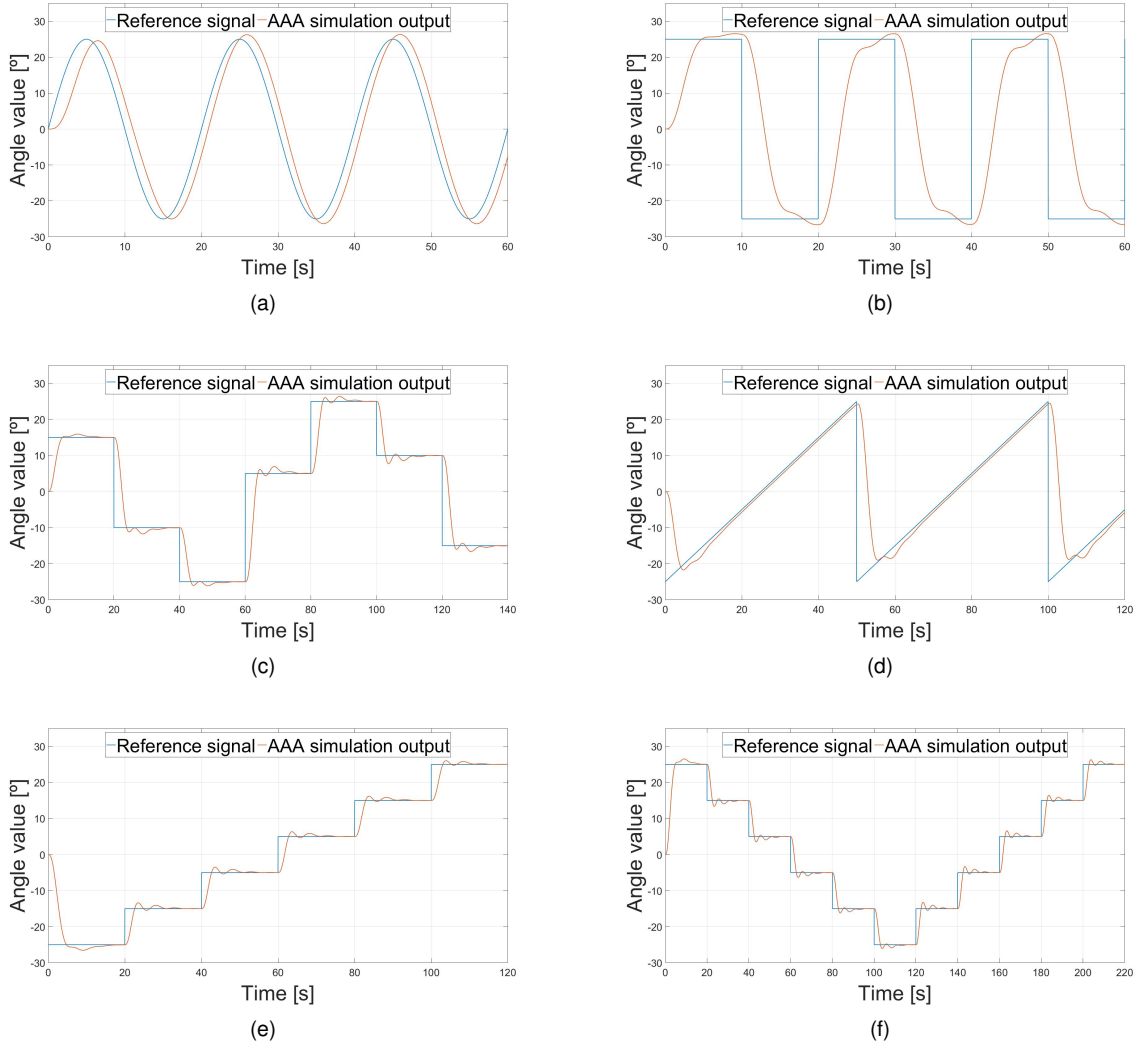 Reference signal AAA simulation output
Angle value [º]
30
20
10
0
-10
-20
-30
0 10 20 30 40 50 60
Time [s]
(a)
Reference signal AAA simulation output
Angle value [º]
30
20
10
0
-10
-20
-30
0 10 20 30 40 50 60
Time [s]
(b)
Reference signal AAA simulation output
Angle value [º]
30
20
10
0
-10
-20
-30
0 20 40 60 80 100 120 140
Time [s]
(c)
Reference signal AAA simulation output
Angle value [º]
30
20
10
0
-10
-20
-30
0 20 40 60 80 100 120
Time [s]
(d)
Reference signal AAA simulation output
Angle value [º]
30
20
10
0
-10
-20
-30
0 20 40 60 80 100 120
Time [s]
(e)
Reference signal AAA simulation output
Angle value [º]
30
20
10
0
-10
-20
-30
0 20 40 60 80 100 120 140 160 180 200 220
Time [s]
(f)